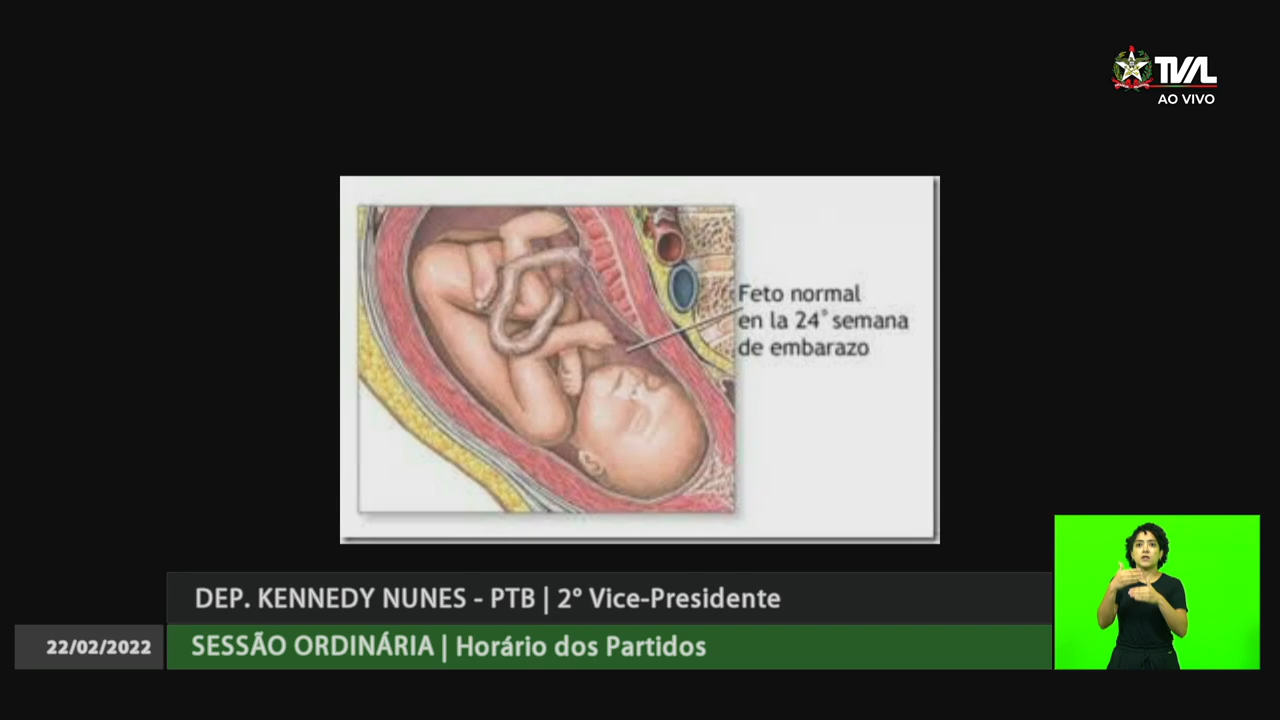 TVAL
AO VIVO
Feto normal
en la 24° semana
de embarazo
DEP. KENNEDY NUNES - PTB | 2° Vice-Presidente
22/02/2022
SESSÃO ORDINÁRIA | Horário dos Partidos